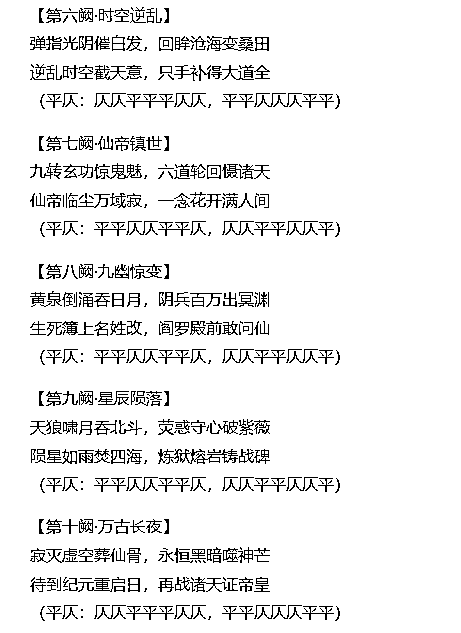 【第六阙·时空逆乱】
弹指光阴催白发，回眸沧海变桑田
逆乱时空截天意，只手补得大道全
（平仄：仄仄平平平仄仄，平平仄仄仄平平）
【第七阙·仙帝镇世】
九转玄功惊鬼魅，六道轮回慑诸天
仙帝临尘万域寂，一念花开满人间
（平仄：平平仄仄平平仄，仄仄平平仄仄平）
【第八阙·九幽惊变】
黄泉倒涌吞日月，阴兵百万出冥渊
生死簿上名姓改，阎罗殿前敢问仙
（平仄：平平仄仄平平仄，仄仄平平仄仄平）
【第九阙·星辰陨落】
天狼啸月吞北斗，荧惑守心破紫薇
陨星如雨焚四海，炼狱熔岩铸战碑
（平仄：平平仄仄平平仄，仄仄平平仄仄平）
【第十阙·万古长夜】
寂灭虚空葬仙骨，永恒黑暗噬神芒
待到纪元重启日，再战诸天证帝皇
（平仄：仄仄平平平仄仄，平平仄仄仄平平）